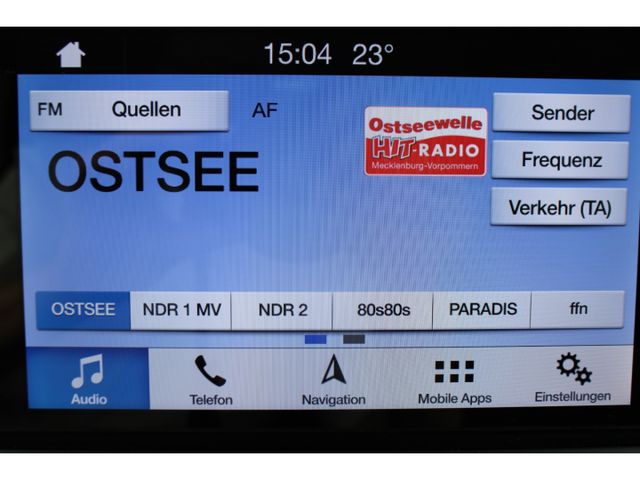 15:04 23°
FM Quellen AF
Ostseewelle
HIT-RADIO
Mecklenburg-Vorpommern
Sender
OSTSEE
Frequenz
Verkehr (TA)
OSTSEE NDR 1 MV NDR 2 80s80s PARADIS ffn
Audio Telefon Navigation Mobile Apps Einstellungen